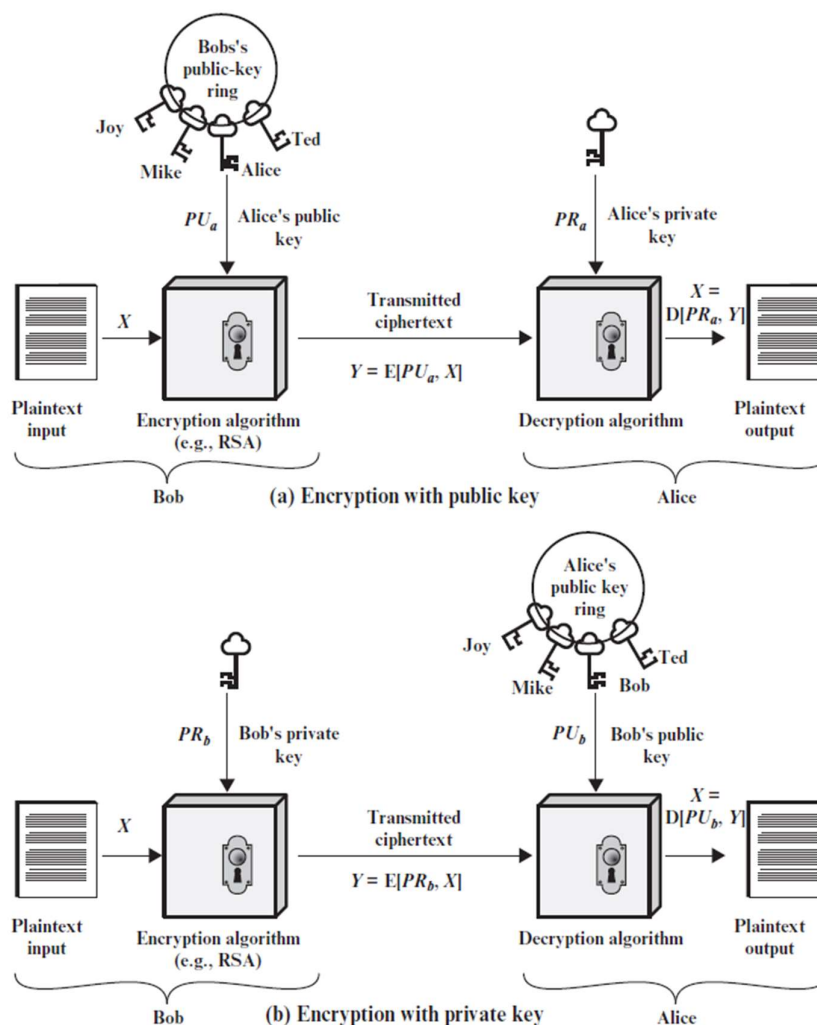 Bobs's
public-key
ring
Joy
Ted
Mike
Alice
PUa
Alice's public
key
PRa
Alice's private
key
X
Transmitted
ciphertext
Y = E[PUa, X]
X =
D[PRa, Y]
Plaintext
input
Encryption algorithm
(e.g., RSA)
Decryption algorithm
Plaintext
output
Bob
(a) Encryption with public key
Alice
Alice's
public key
ring
Joy
Ted
Mike
Bob
PRb
Bob's private
key
PUb
Bob's public
key
X
Transmitted
ciphertext
Y = E[PRb, X]
X =
D[PUb, Y]
Plaintext
input
Encryption algorithm
(e.g., RSA)
Decryption algorithm
Plaintext
output
Bob
(b) Encryption with private key
Alice